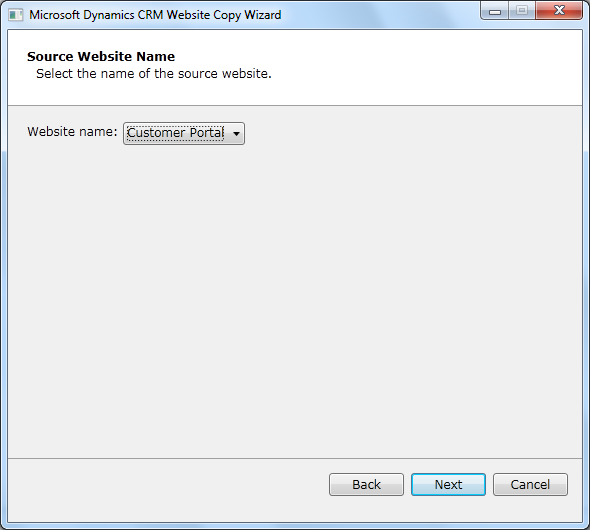 Microsoft Dynamics CRM Website Copy Wizard
Source Website Name
Select the name of the source website.
Website name: Customer Portal
Back Next Cancel